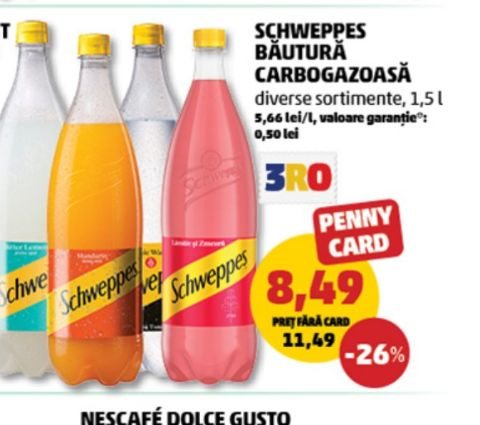 T
SCHWEPPES
BĂUTURĂ
CARBOGAZOASĂ
diverse sortimente, 1,5 l
5,66 lei/l, valoare garanție®:
0,50 lei
3RO
PENNY
CARD
8,49
PREȚ FĂRĂ CARD
11,49
-26%
Schwe
Mandarin
Schweppes
Schweppes
NESCAFÉ DOLCE GUSTO